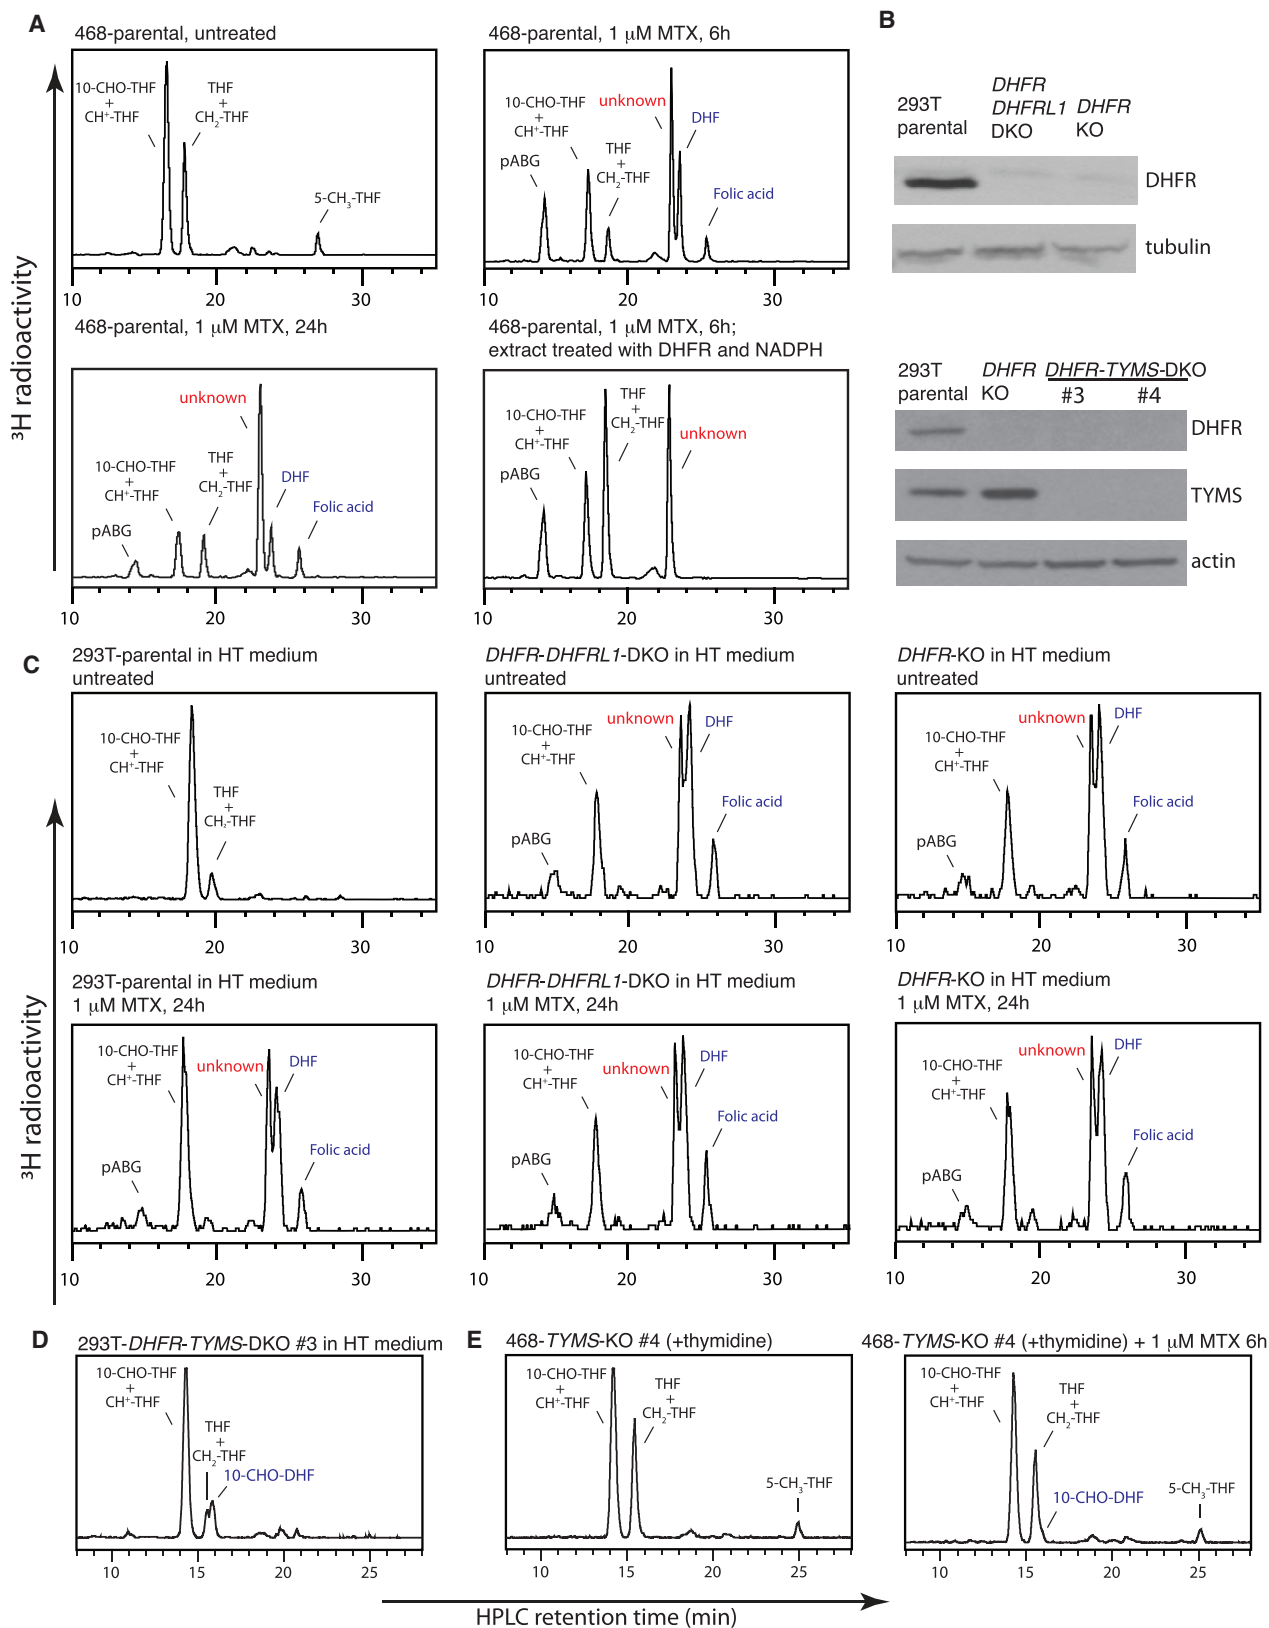 A
468-parental, untreated
10-CHO-THF
+
CH⁺-THF
THF
+
CH₂-THF
5-CH₃-THF
10 20 30
468-parental, 1 μM MTX, 6h
pABG
10-CHO-THF
+
CH⁺-THF
THF
+
CH₂-THF
unknown
DHF
Folic acid
10 20 30
³H radioactivity
468-parental, 1 μM MTX, 24h
pABG
10-CHO-THF
+
CH⁺-THF
THF
+
CH₂-THF
unknown
DHF
Folic acid
10 20 30
468-parental, 1 μM MTX, 6h;
extract treated with DHFR and NADPH
pABG
10-CHO-THF
+
CH⁺-THF
THF
+
CH₂-THF
unknown
10 20 30
B
293T
parental
DHFR
DHFRL1
DKO
DHFR
KO
DHFR
tubulin
293T
parental
DHFR
KO
DHFR-TYMS-DKO
#3 #4
DHFR
TYMS
actin
C
293T-parental in HT medium
untreated
10-CHO-THF
+
CH⁺-THF
THF
+
CH₂-THF
10 20 30
DHFR-DHFRL1-DKO in HT medium
untreated
pABG
10-CHO-THF
+
CH⁺-THF
unknown
DHF
Folic acid
10 20 30
DHFR-KO in HT medium
untreated
pABG
10-CHO-THF
+
CH⁺-THF
unknown
DHF
Folic acid
10 20 30
³H radioactivity
293T-parental in HT medium
1 μM MTX, 24h
pABG
10-CHO-THF
+
CH⁺-THF
unknown
DHF
Folic acid
10 20 30
DHFR-DHFRL1-DKO in HT medium
1 μM MTX, 24h
pABG
10-CHO-THF
+
CH⁺-THF
unknown
DHF
Folic acid
10 20 30
DHFR-KO in HT medium
1 μM MTX, 24h
pABG
10-CHO-THF
+
CH⁺-THF
unknown
DHF
Folic acid
10 20 30
D
293T-DHFR-TYMS-DKO #3 in HT medium
10-CHO-THF
+
CH⁺-THF
THF
+
CH₂-THF
10-CHO-DHF
10 15 20 25
E
468-TYMS-KO #4 (+thymidine)
10-CHO-THF
+
CH⁺-THF
THF
+
CH₂-THF
5-CH₃-THF
10 15 20 25
468-TYMS-KO #4 (+thymidine) + 1 μM MTX 6h
10-CHO-THF
+
CH⁺-THF
THF
+
CH₂-THF
10-CHO-DHF
5-CH₃-THF
10 15 20 25
HPLC retention time (min)